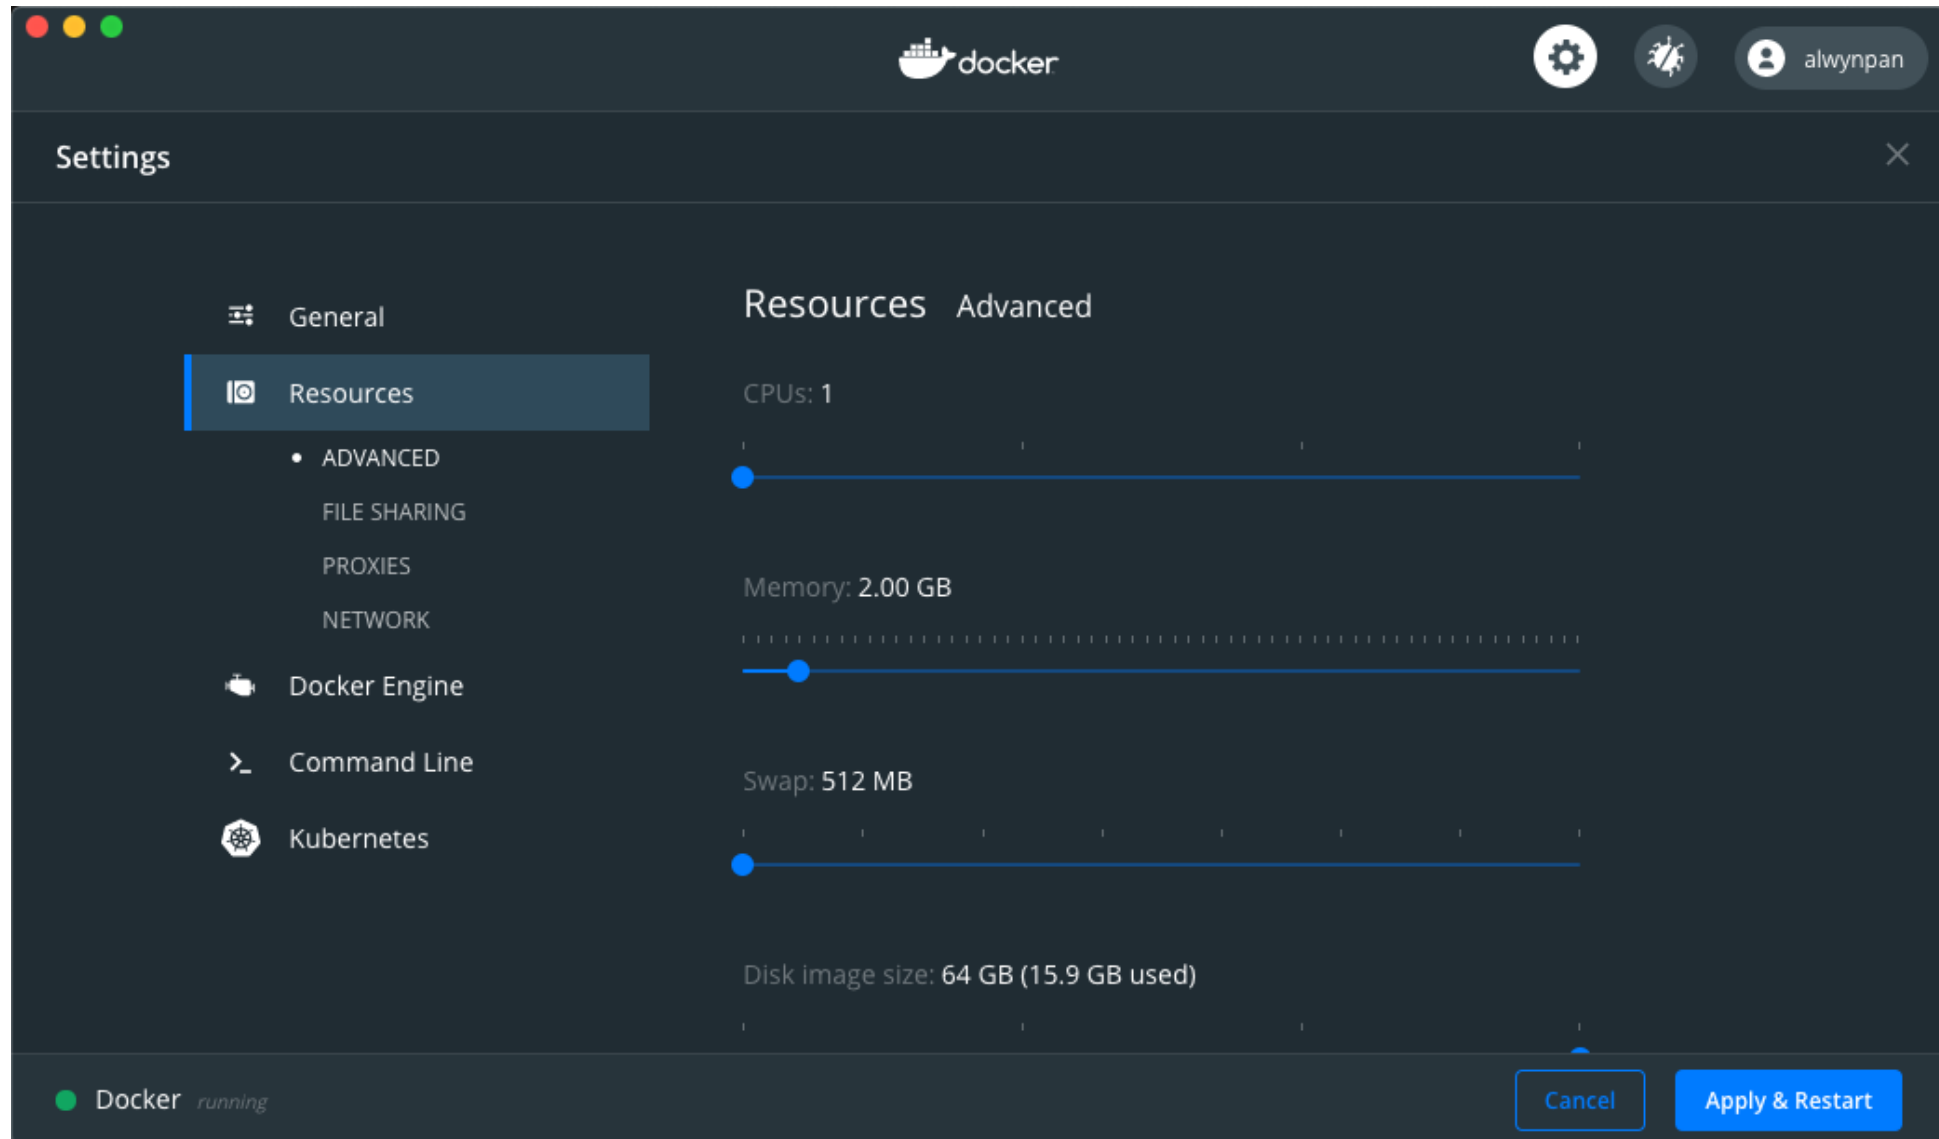 docker
alwynpan
Settings
General
Resources
ADVANCED
FILE SHARING
PROXIES
NETWORK
Docker Engine
Command Line
Kubernetes
Resources Advanced
CPUs: 1
Memory: 2.00 GB
Swap: 512 MB
Disk image size: 64 GB (15.9 GB used)
Docker running
Cancel
Apply & Restart